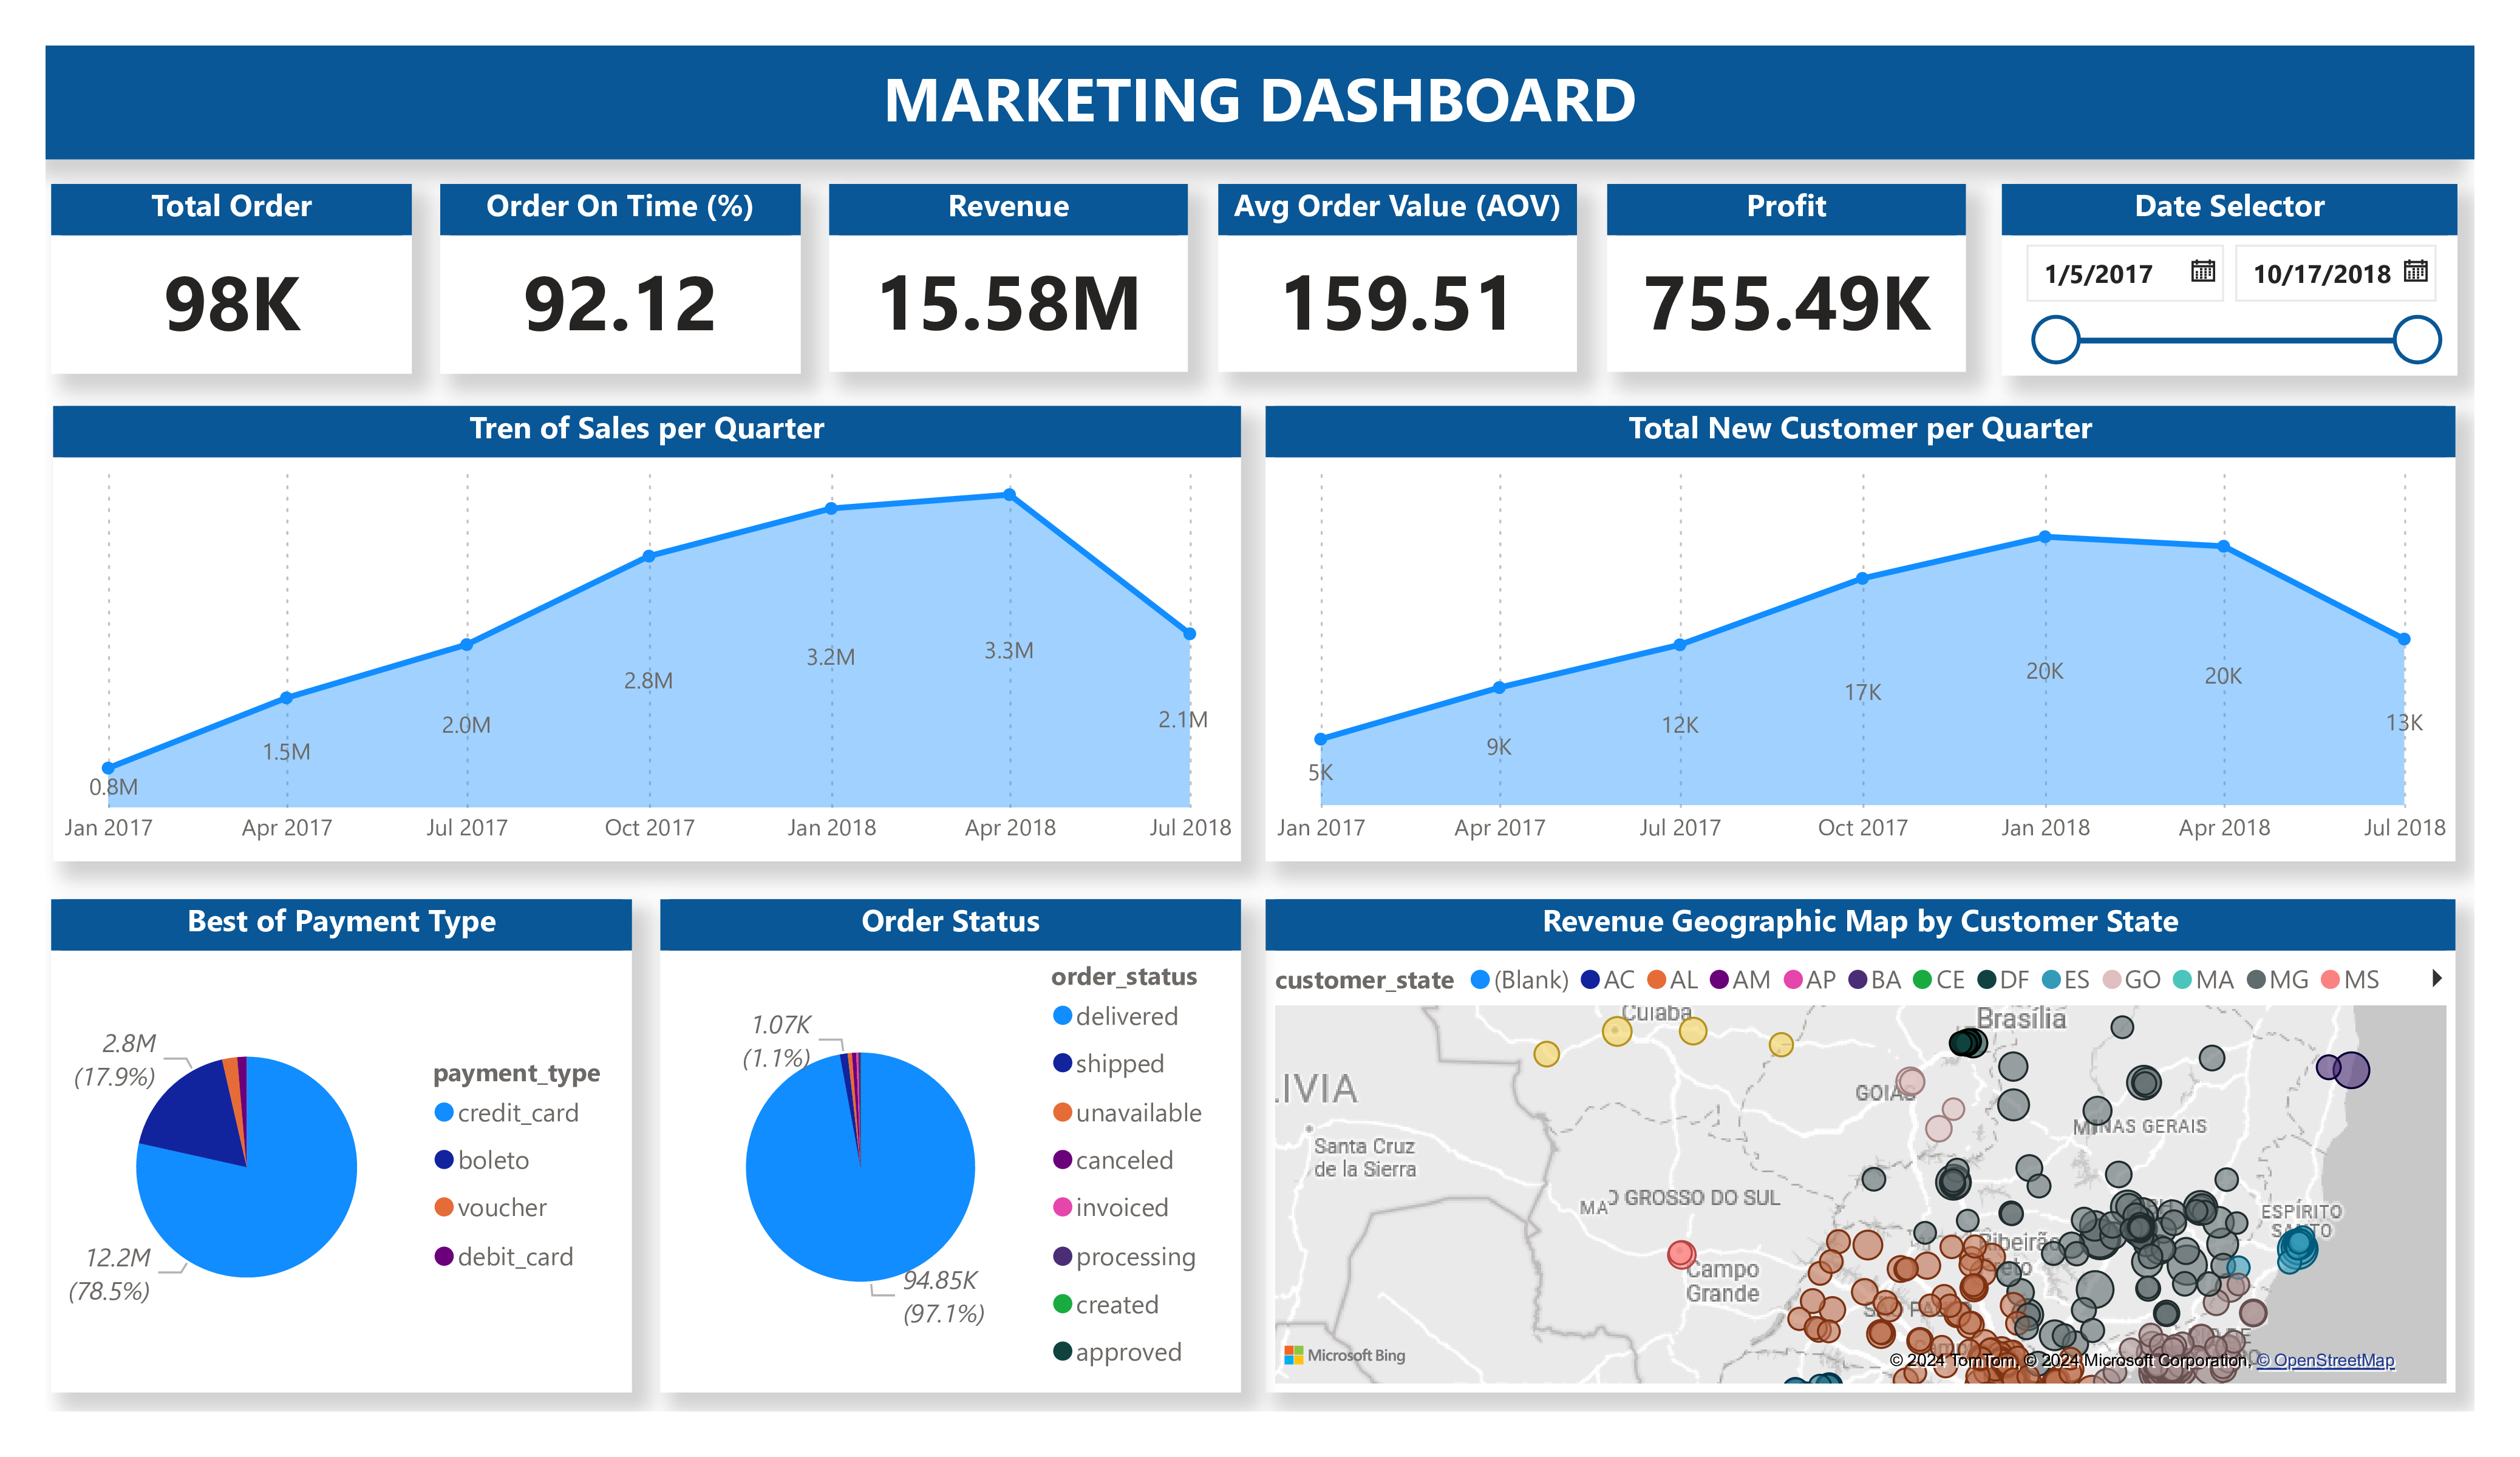 MARKETING DASHBOARD
Total Order
98K
Order On Time (%)
92.12
Revenue
15.58M
Avg Order Value (AOV)
159.51
Profit
755.49K
Date Selector
1/5/2017
10/17/2018
Tren of Sales per Quarter
0.8M
1.5M
2.0M
2.8M
3.2M
3.3M
2.1M
Jan 2017
Apr 2017
Jul 2017
Oct 2017
Jan 2018
Apr 2018
Jul 2018
Total New Customer per Quarter
5K
9K
12K
17K
20K
20K
13K
Jan 2017
Apr 2017
Jul 2017
Oct 2017
Jan 2018
Apr 2018
Jul 2018
Best of Payment Type
2.8M
(17.9%)
12.2M
(78.5%)
payment_type
credit_card
boleto
voucher
debit_card
Order Status
1.07K
(1.1%)
94.85K
(97.1%)
order_status
delivered
shipped
unavailable
canceled
invoiced
processing
created
approved
Revenue Geographic Map by Customer State
customer_state (Blank) AC AL AM AP BA CE DF ES GO MA MG MS
Cuiaba
Brasília
LIVIA
GOIAS
Santa Cruz
de la Sierra
MINAS GERAIS
MA
O GROSSO DO SUL
ESPÍRITO
SANTO
Ribeirão
Campo
Grande
Microsoft Bing
© 2024 TomTom, © 2024 Microsoft Corporation, © OpenStreetMap